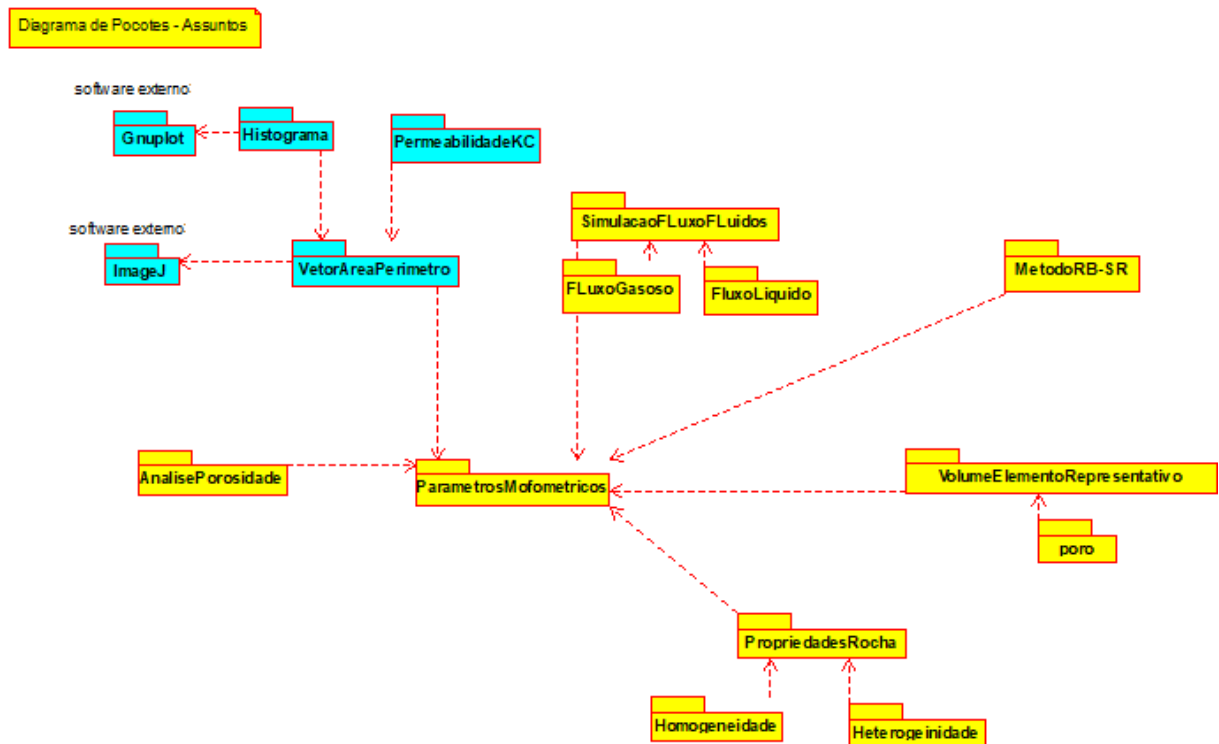 Diagrama de Pocotes - Assuntos
software externo:
Gnuplot
Histograma
PermeabilidadeKC
SimulacaoFLuxoFLuidos
software externo:
ImageJ
VetorAreaPerimetro
FLuxoGasoso
FluxoLiquido
MetodoRB-SR
AnalisePorosidade
ParametrosMofometricos
VolumeElementoRepresentativo
poro
PropriedadesRocha
Homogeneidade
Heterogeinidade